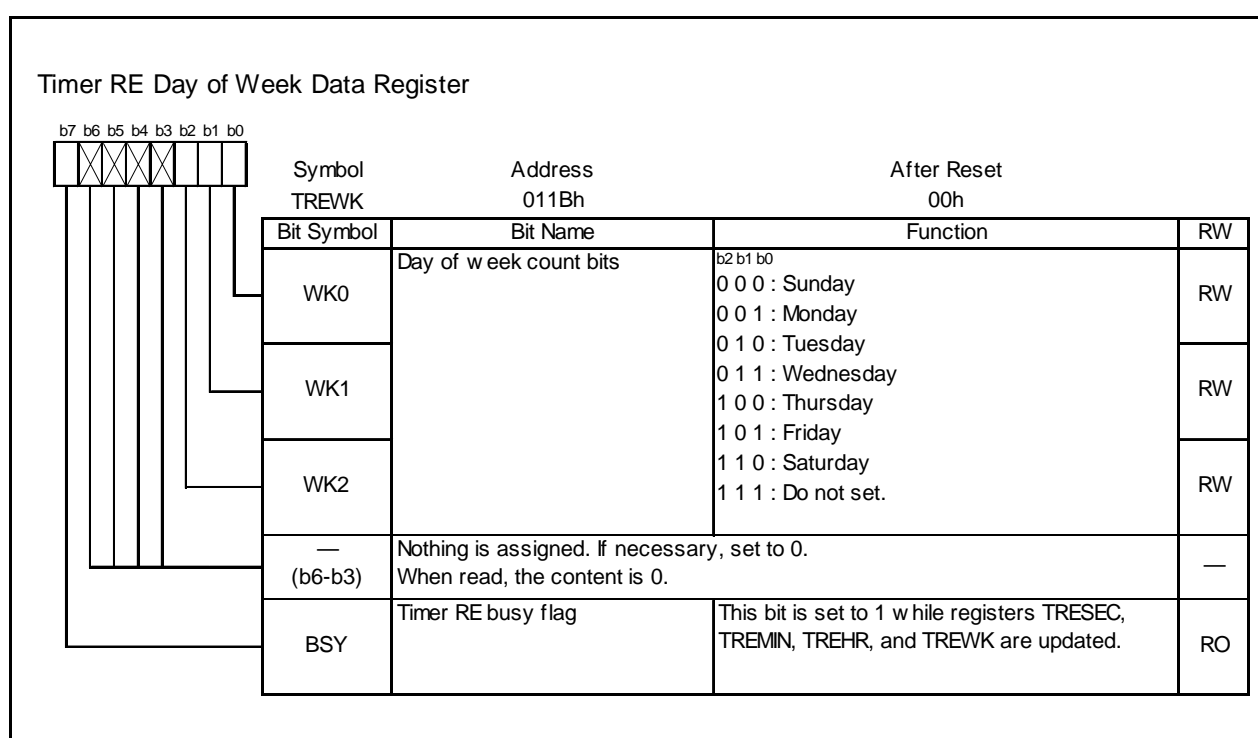 Timer RE Day of Week Data Register
b7 b6 b5 b4 b3 b2 b1 b0
Symbol Address After Reset
TREWK 011Bh 00h
Bit Symbol Bit Name Function RW
WK0 Day of week count bits b2 b1 b0
0 0 0 : Sunday RW
0 0 1 : Monday
0 1 0 : Tuesday
WK1 0 1 1 : Wednesday RW
1 0 0 : Thursday
1 0 1 : Friday
WK2 1 1 0 : Saturday RW
1 1 1 : Do not set.
— Nothing is assigned. If necessary, set to 0. —
(b6-b3) When read, the content is 0.
BSY Timer RE busy flag This bit is set to 1 while registers TRESEC,
TREMIN, TREHR, and TREWK are updated. RO